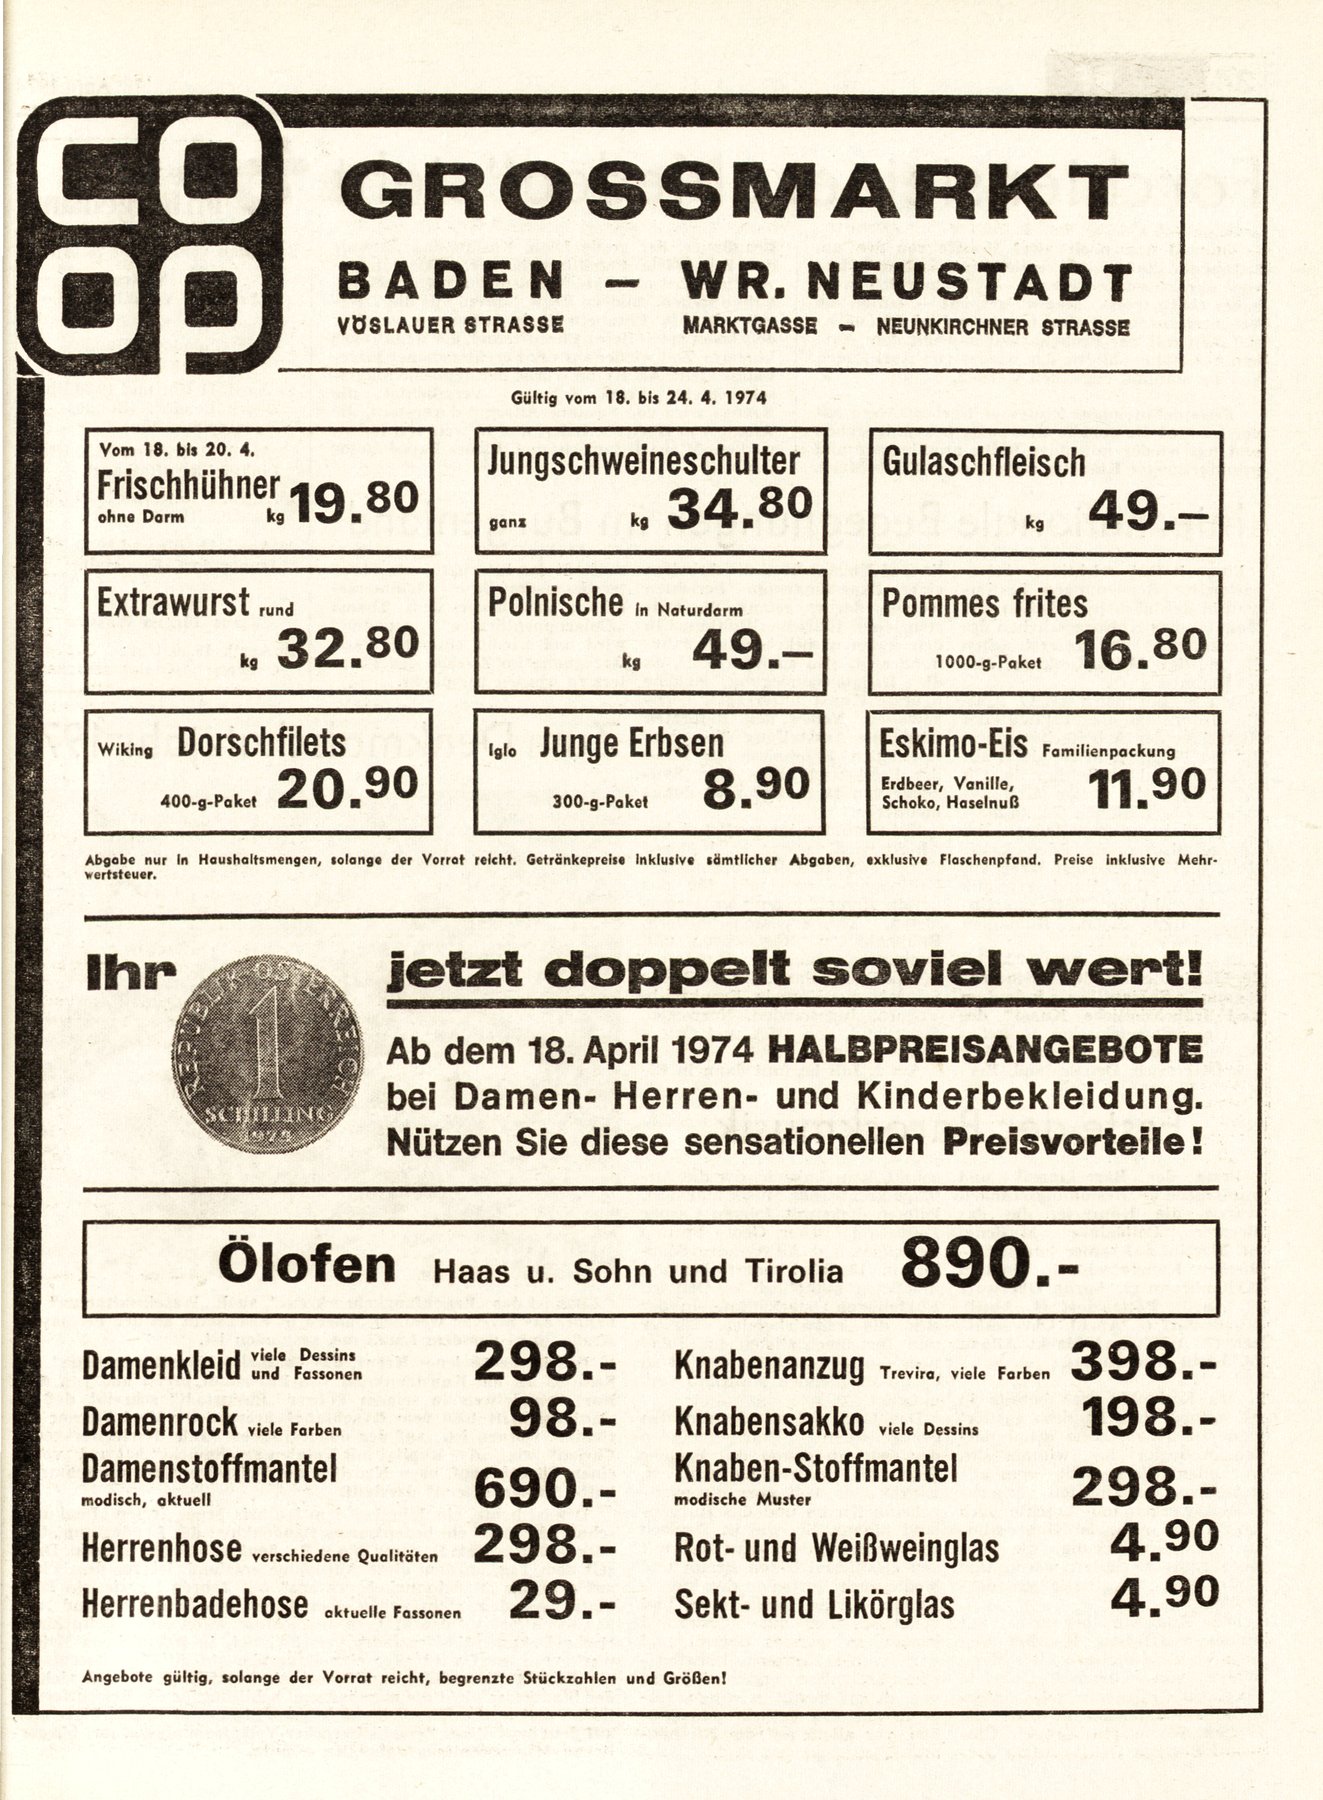 CO
OP
GROSSMARKT
BADEN – WR. NEUSTADT
VÖSLAUER STRASSE MARKTGASSE – NEUNKIRCHNER STRASSE
Gültig vom 18. bis 24. 4. 1974
Vom 18. bis 20. 4.
Frischhühner
ohne Darm kg 19.80
Jungschweineschulter
ganz kg 34.80
Gulaschfleisch
kg 49.–
Extrawurst rund
kg 32.80
Polnische in Naturdarm
kg 49.–
Pommes frites
1000-g-Paket 16.80
Wiking Dorschfilets
400-g-Paket 20.90
Iglo Junge Erbsen
300-g-Paket 8.90
Eskimo-Eis Familienpackung
Erdbeer, Vanille,
Schoko, Haselnuß 11.90
Abgabe nur in Haushaltsmengen, solange der Vorrat reicht. Getränkepreise inklusive sämtlicher Abgaben, exklusive Flaschenpfand. Preise inklusive Mehr-
wertsteuer.
Ihr jetzt doppelt soviel wert!
REPUBLIK ÖSTERREICH
1
SCHILLING
1974
Ab dem 18. April 1974 HALBPREISANGEBOTE
bei Damen- Herren- und Kinderbekleidung.
Nützen Sie diese sensationellen Preisvorteile!
Ölofen Haas u. Sohn und Tirolia 890.-
Damenkleid viele Dessins
und Fassonen 298.-
Damenrock viele Farben 98.-
Damenstoffmantel
modisch, aktuell 690.-
Herrenhose verschiedene Qualitäten 298.-
Herrenbadehose aktuelle Fassonen 29.-
Knabenanzug Trevira, viele Farben 398.-
Knabensakko viele Dessins 198.-
Knaben-Stoffmantel
modische Muster 298.-
Rot- und Weißweinglas 4.90
Sekt- und Likörglas 4.90
Angebote gültig, solange der Vorrat reicht, begrenzte Stückzahlen und Größen!